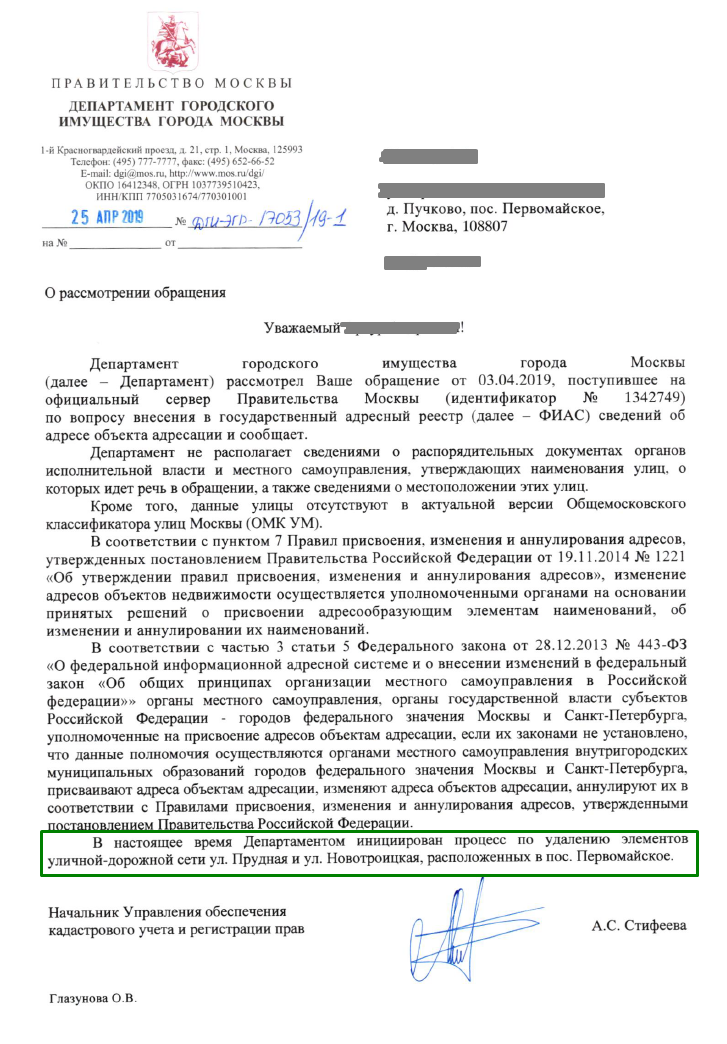 ПРАВИТЕЛЬСТВО МОСКВЫ
ДЕПАРТАМЕНТ ГОРОДСКОГО
ИМУЩЕСТВА ГОРОДА МОСКВЫ
1-й Красногвардейский проезд, д. 21, стр. 1, Москва, 125993
Телефон: (495) 777-7777, факс: (495) 652-66-52
E-mail: dgi@mos.ru, http://www.mos.ru/dgi/
ОКПО 16412348, ОГРН 1037739510423,
ИНН/КПП 7705031674/770301001
25 АПР 2019 № ДГИ-ЭГР-17053/19-1
на № от
д. Пучково, пос. Первомайское,
г. Москва, 108807
О рассмотрении обращения
Уважаемый !
Департамент городского имущества города Москвы
(далее – Департамент) рассмотрел Ваше обращение от 03.04.2019, поступившее на
официальный сервер Правительства Москвы (идентификатор № 1342749)
по вопросу внесения в государственный адресный реестр (далее – ФИАС) сведений об
адресе объекта адресации и сообщает.
Департамент не располагает сведениями о распорядительных документах органов
исполнительной власти и местного самоуправления, утверждающих наименования улиц, о
которых идет речь в обращении, а также сведениями о местоположении этих улиц.
Кроме того, данные улицы отсутствуют в актуальной версии Общемосковского
классификатора улиц Москвы (ОМК УМ).
В соответствии с пунктом 7 Правил присвоения, изменения и аннулирования адресов,
утвержденных постановлением Правительства Российской Федерации от 19.11.2014 № 1221
«Об утверждении правил присвоения, изменения и аннулирования адресов», изменение
адресов объектов недвижимости осуществляется уполномоченными органами на основании
принятых решений о присвоении адресообразующим элементам наименований, об
изменении и аннулировании их наименований.
В соответствии с частью 3 статьи 5 Федерального закона от 28.12.2013 № 443-ФЗ
«О федеральной информационной адресной системе и о внесении изменений в федеральный
закон «Об общих принципах организации местного самоуправления в Российской
федерации»» органы местного самоуправления, органы государственной власти субъектов
Российской Федерации - городов федерального значения Москвы и Санкт-Петербурга,
уполномоченные на присвоение адресов объектам адресации, если их законами не установлено,
что данные полномочия осуществляются органами местного самоуправления внутригородских
муниципальных образований городов федерального значения Москвы и Санкт-Петербурга,
присваивают адреса объектам адресации, изменяют адреса объектов адресации, аннулируют их в
соответствии с Правилами присвоения, изменения и аннулирования адресов, утвержденными
постановлением Правительства Российской Федерации.
В настоящее время Департаментом инициирован процесс по удалению элементов
уличной-дорожной сети ул. Прудная и ул. Новотроицкая, расположенных в пос. Первомайское.
Начальник Управления обеспечения
кадастрового учета и регистрации прав
А.С. Стифеева
Глазунова О.В.